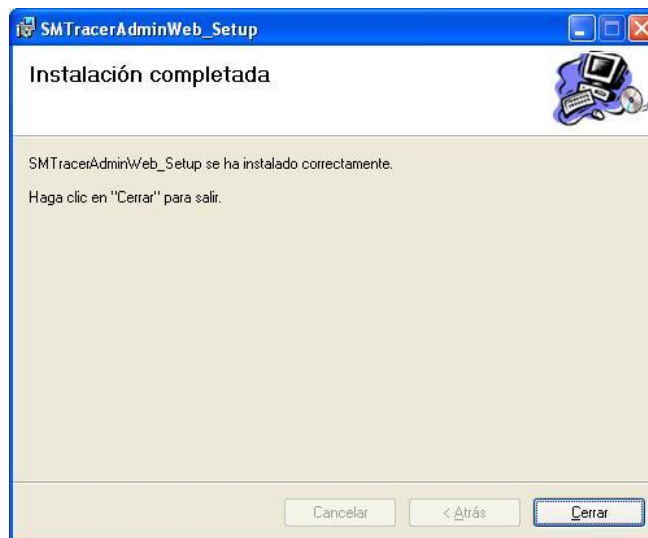 SMTracerAdminWeb_Setup
Instalación completada
SMTracerAdminWeb_Setup se ha instalado correctamente.
Haga clic en "Cerrar" para salir.
Cancelar
< Atrás
Cerrar